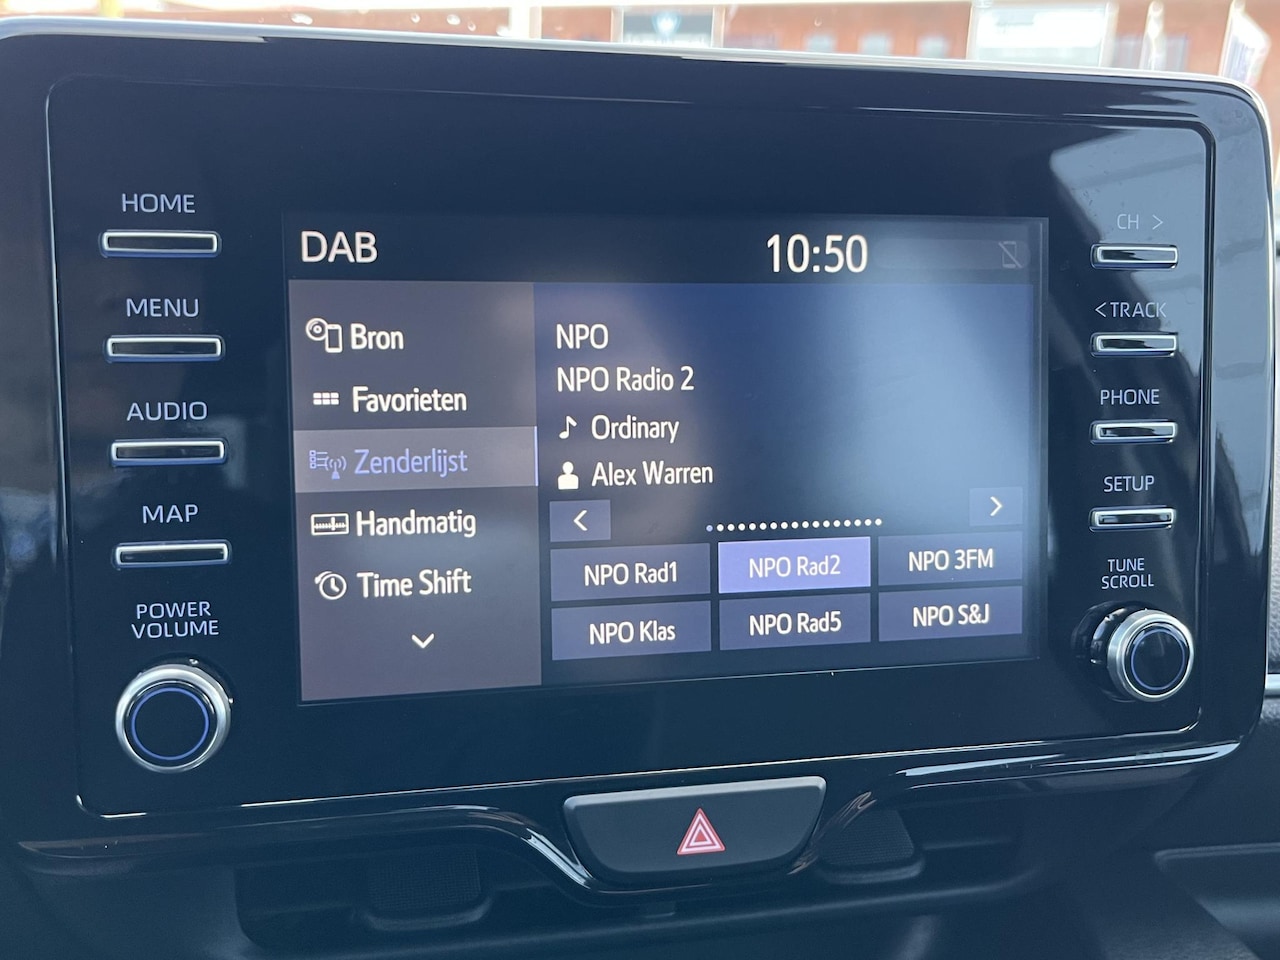 HOME
MENU
AUDIO
MAP
POWER
VOLUME
DAB
10:50
Bron
Favorieten
Zenderlijst
Handmatig
Time Shift
NPO
NPO Radio 2
Ordinary
Alex Warren
<
>
NPO Rad1
NPO Rad2
NPO 3FM
NPO Klas
NPO Rad5
NPO S&J
CH >
< TRACK
PHONE
SETUP
TUNE
SCROLL